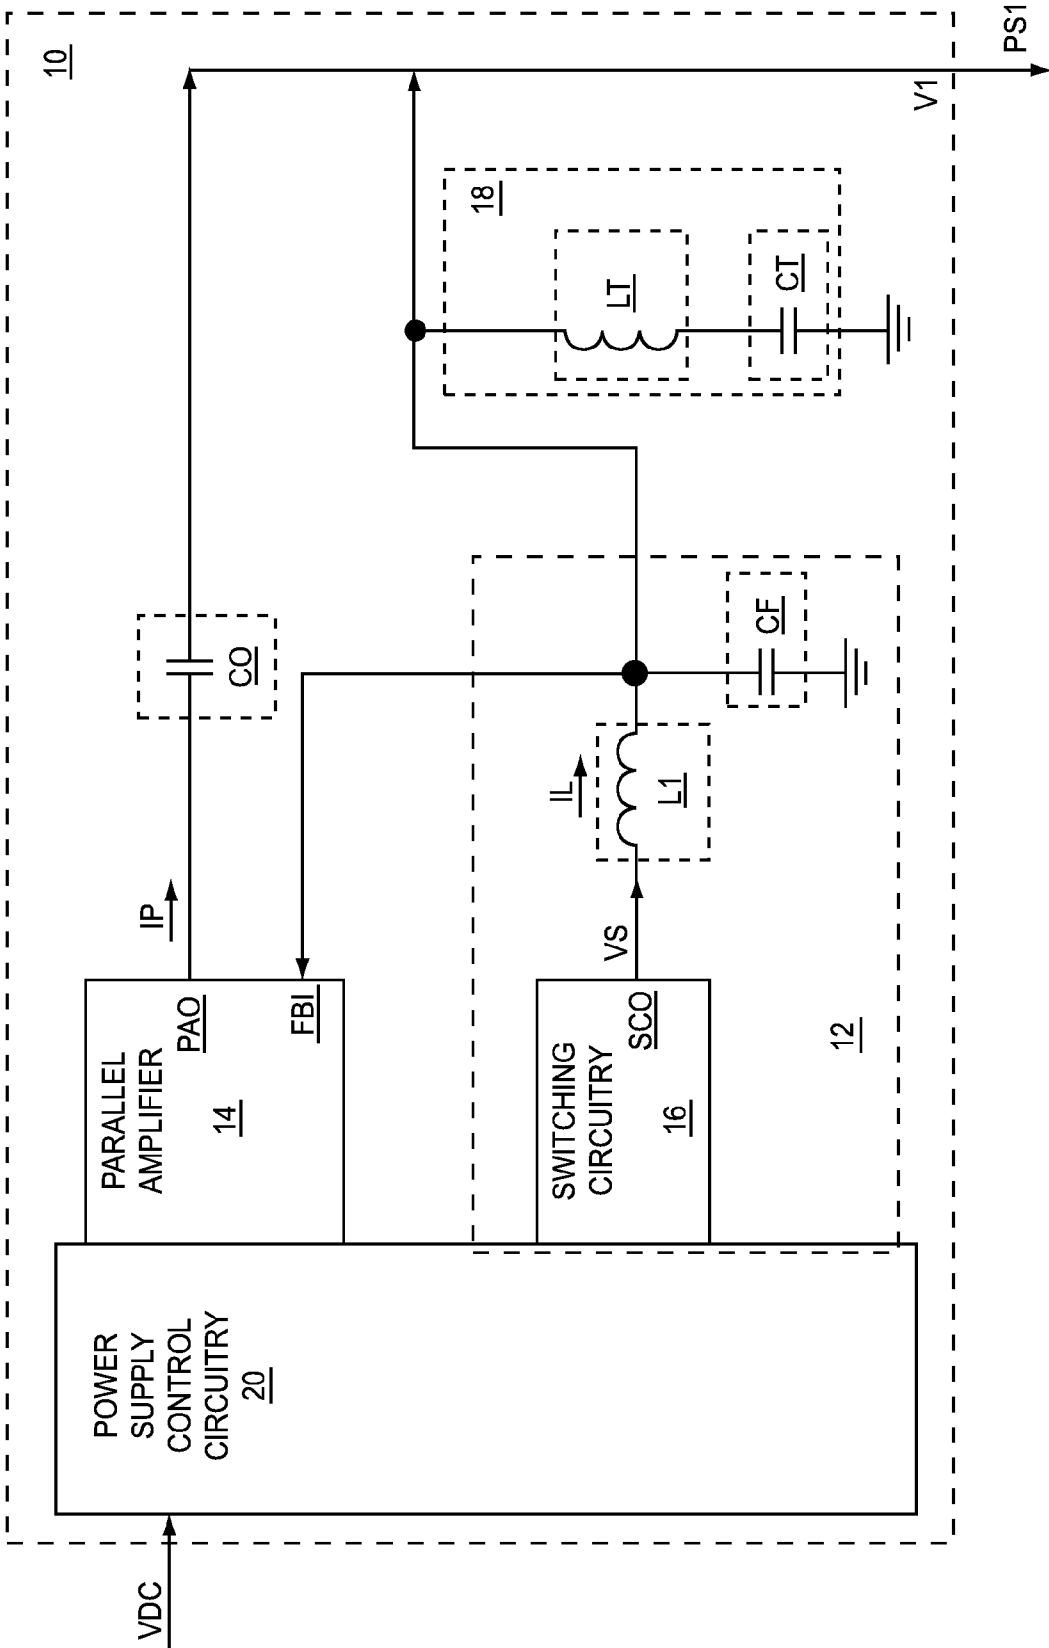 10
VDC
POWER
SUPPLY
CONTROL
CIRCUITRY
20
PARALLEL
AMPLIFIER
14
PAO
FBI
IP
CO
SWITCHING
CIRCUITRY
16
SCO
VS
IL
L1
CF
12
18
LT
CT
V1
PS1